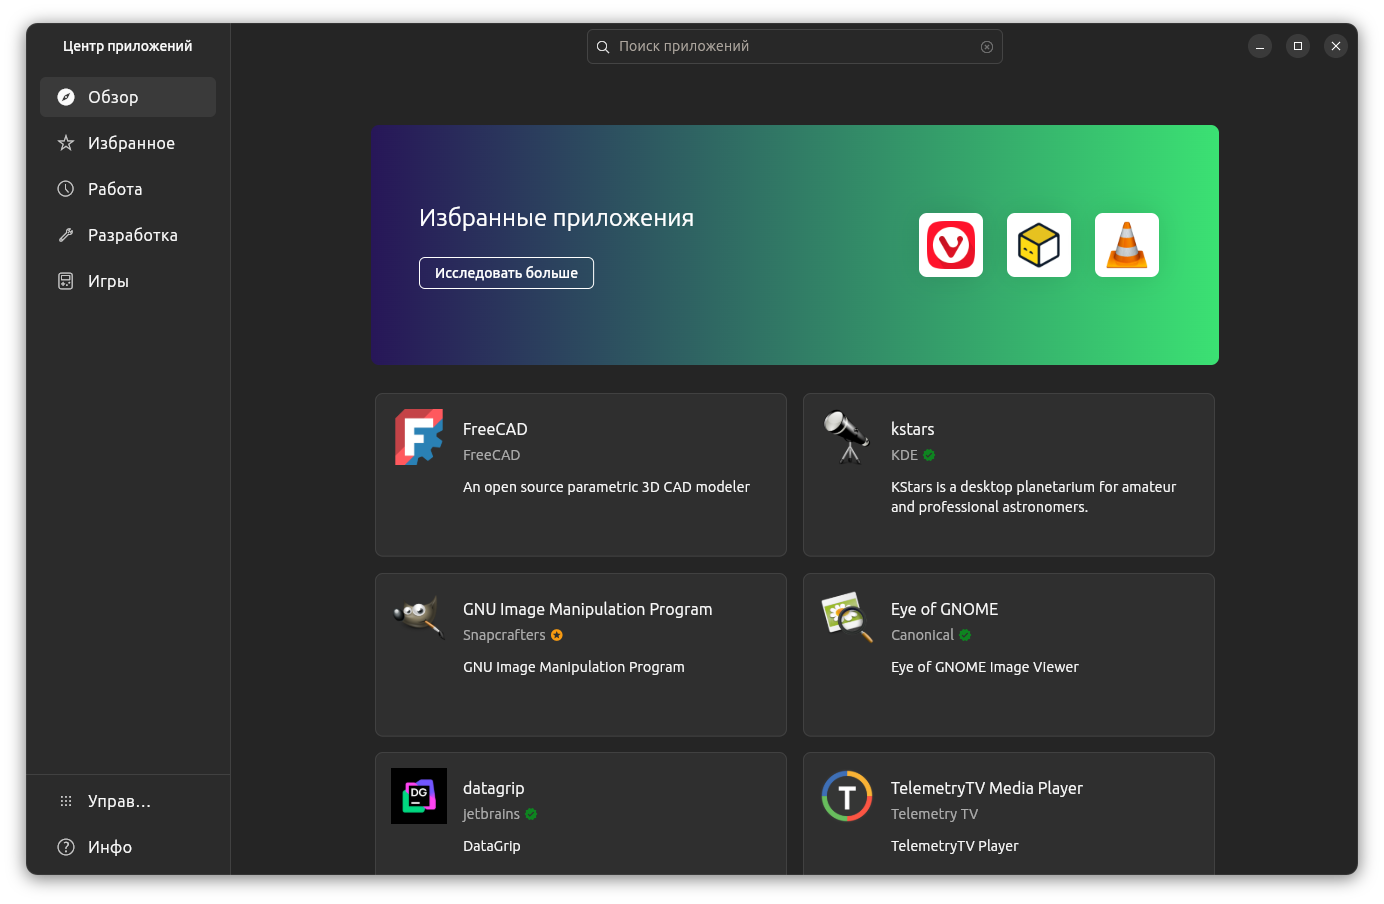 Центр приложений
Поиск приложений
Обзор
Избранное
Работа
Разработка
Игры
Управ...
Инфо
Избранные приложения
Исследовать больше
FreeCAD
FreeCAD
An open source parametric 3D CAD modeler
kstars
KDE
KStars is a desktop planetarium for amateur
and professional astronomers.
GNU Image Manipulation Program
Snapcrafters
GNU Image Manipulation Program
Eye of GNOME
Canonical
Eye of GNOME Image Viewer
DG
datagrip
Jetbrains
DataGrip
T
TelemetryTV Media Player
Telemetry TV
TelemetryTV Player